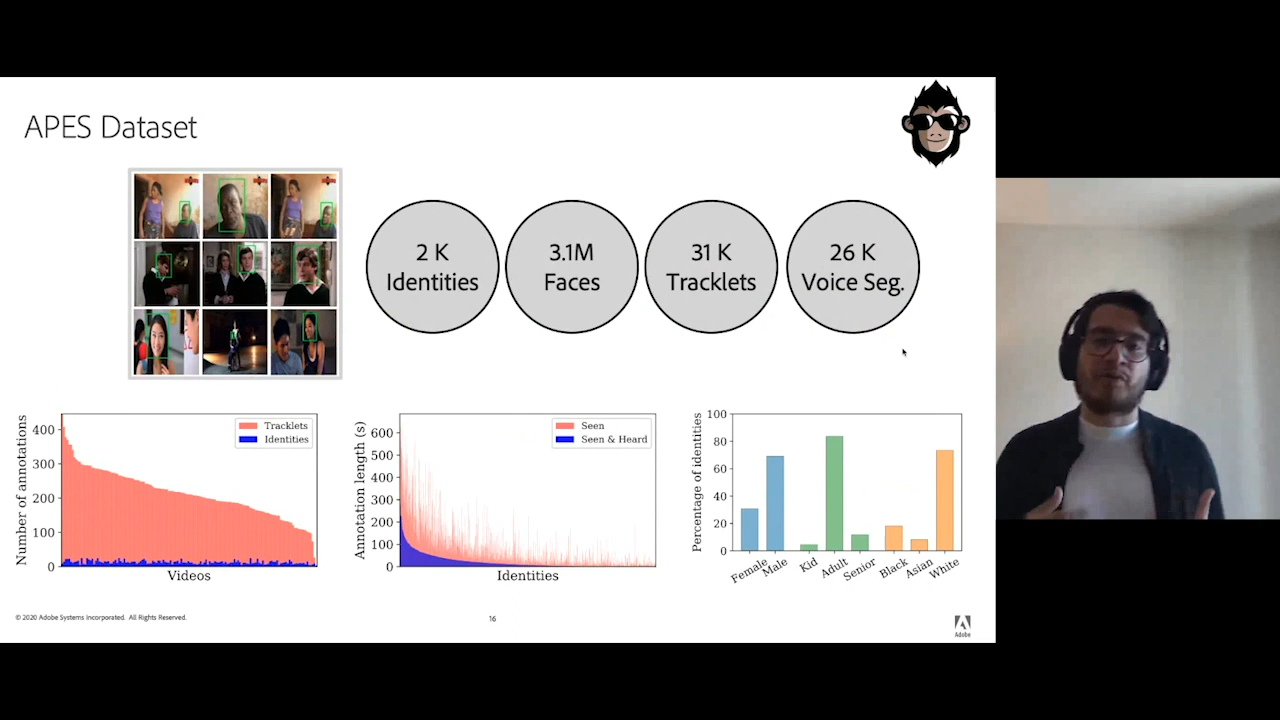 APES Dataset
2 K
Identities
3.1M
Faces
31 K
Tracklets
26 K
Voice Seg.
Number of annotations
400
300
200
100
0
Tracklets
Identities
Videos
Annotation length (s)
600
500
400
300
200
100
0
Seen
Seen & Heard
Identities
Percentage of identities
100
80
60
40
20
0
Female
Male
Kid
Adult
Senior
Black
Asian
White
© 2020 Adobe Systems Incorporated. All Rights Reserved.
16
Adobe